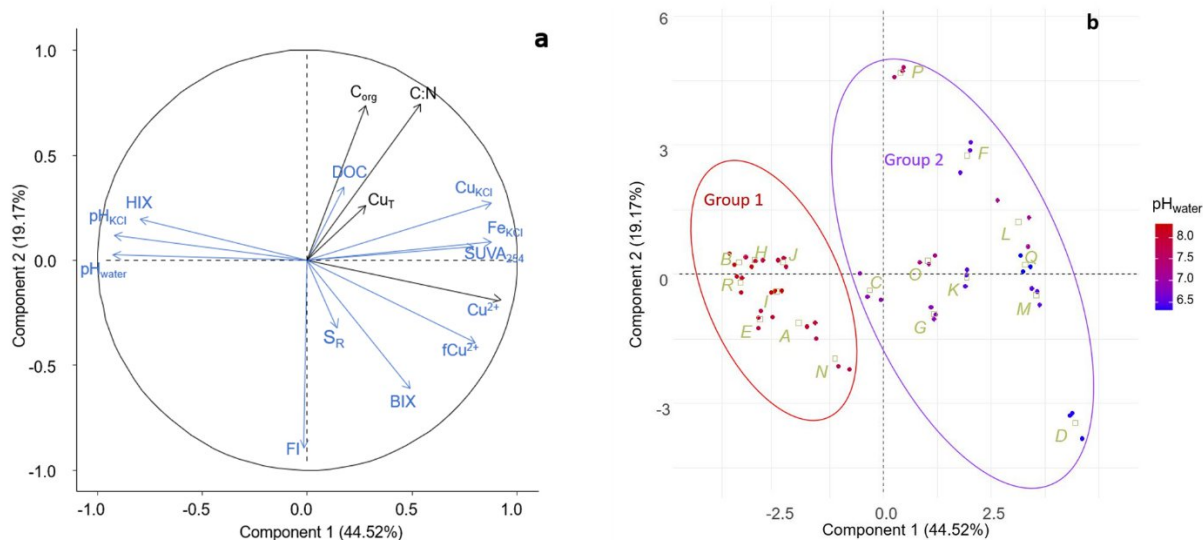 a
Component 2 (19.17%)
1.0
0.5
0.0
-0.5
-1.0
-1.0
-0.5
0.0
0.5
1.0
Component 1 (44.52%)
C_org
C:N
DOC
Cu_T
Cu_KCl
Fe_KCl
SUVA_254
HIX
pH_KCl
pH_water
Cu²⁺
fCu²⁺
S_R
BIX
FI
b
Component 2 (19.17%)
6
3
0
-3
-2.5
0.0
2.5
Component 1 (44.52%)
Group 1
Group 2
P
F
L
Q
O
C
K
M
G
D
B
H
J
R
I
E
A
N
pH_water
8.0
7.5
7.0
6.5